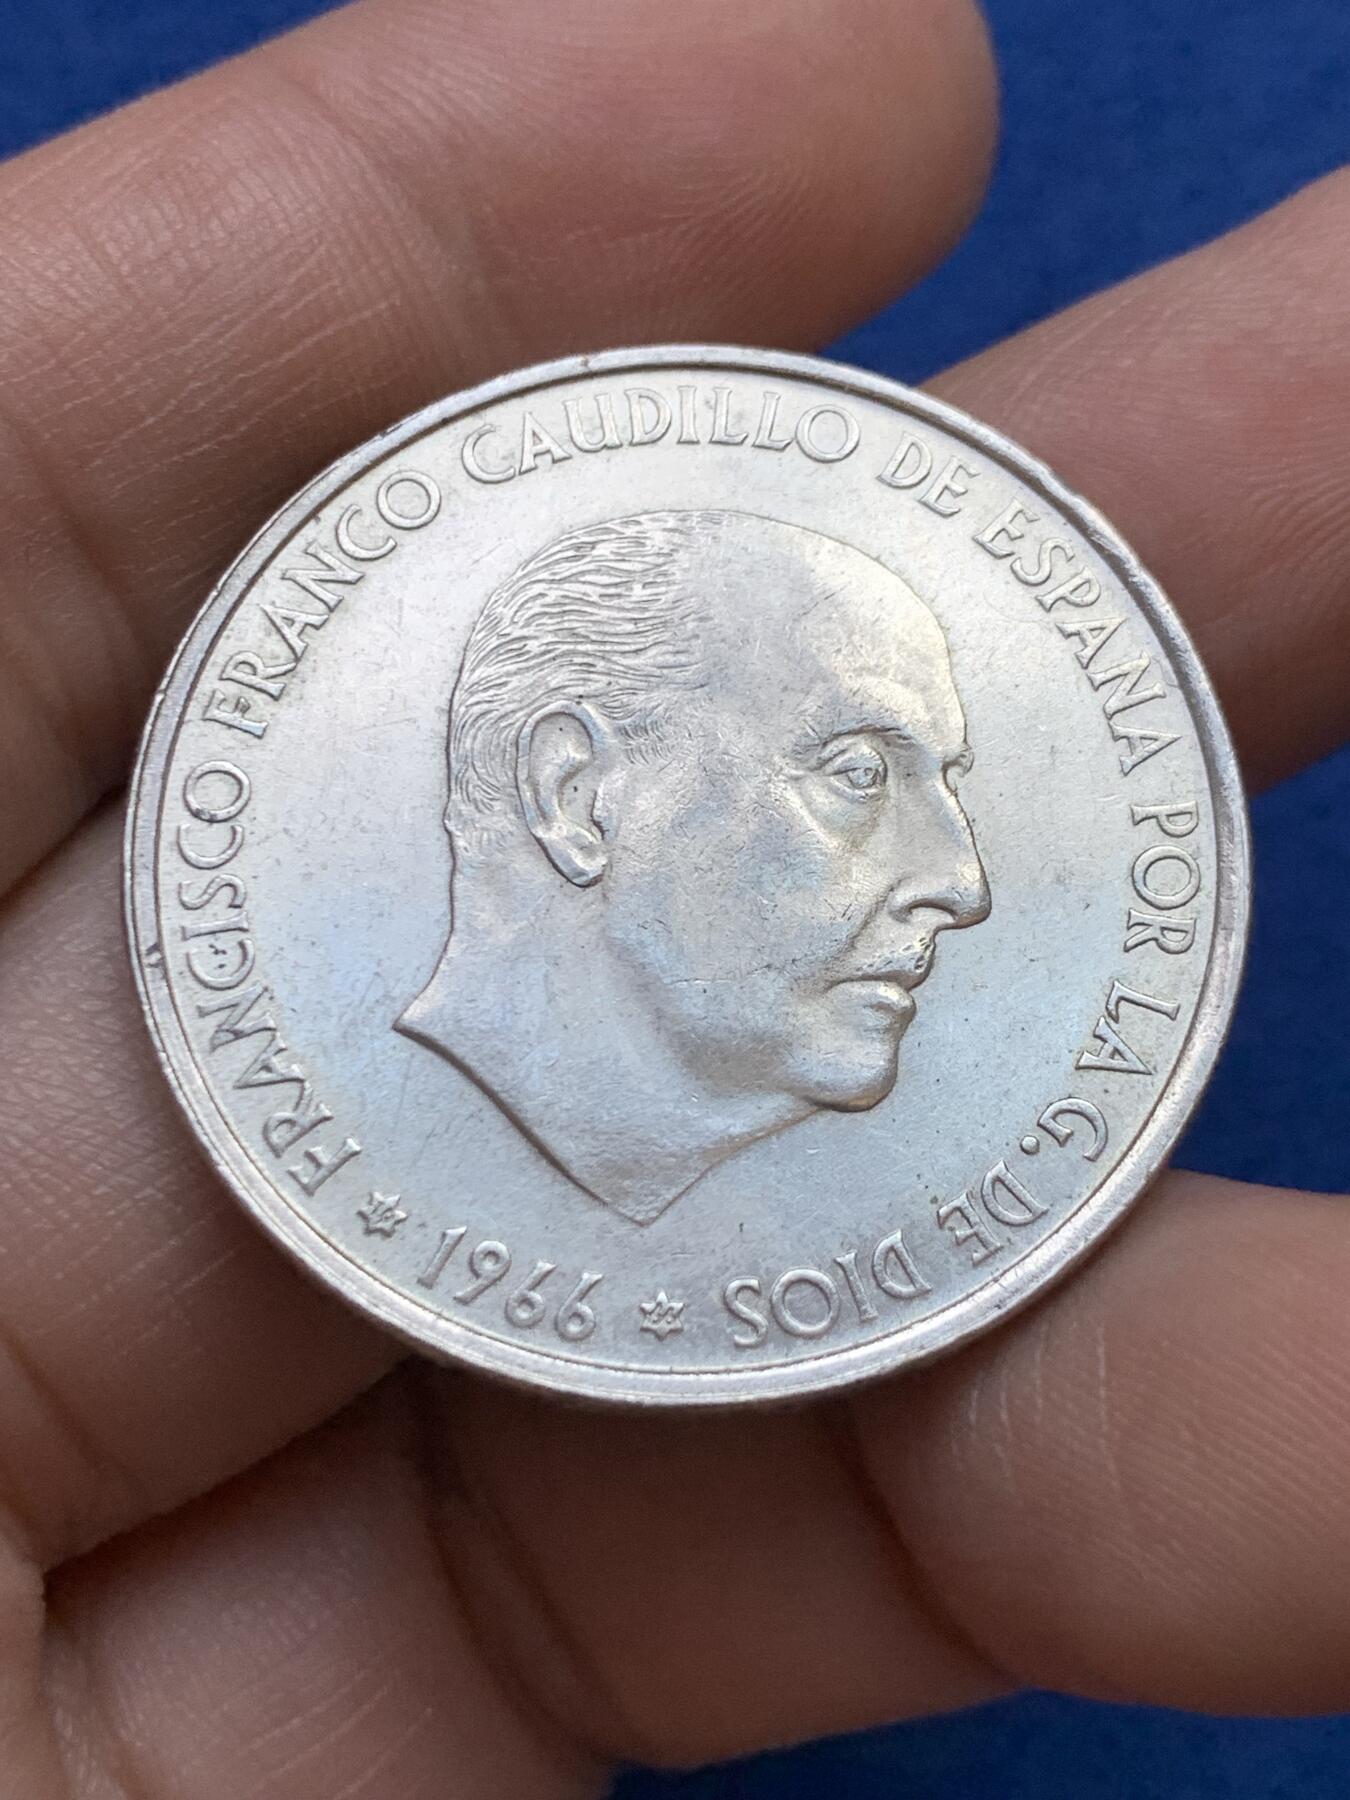 FRANCISCO FRANCO CAUDILLO DE ESPAÑA POR LA G. DE DIOS
1966